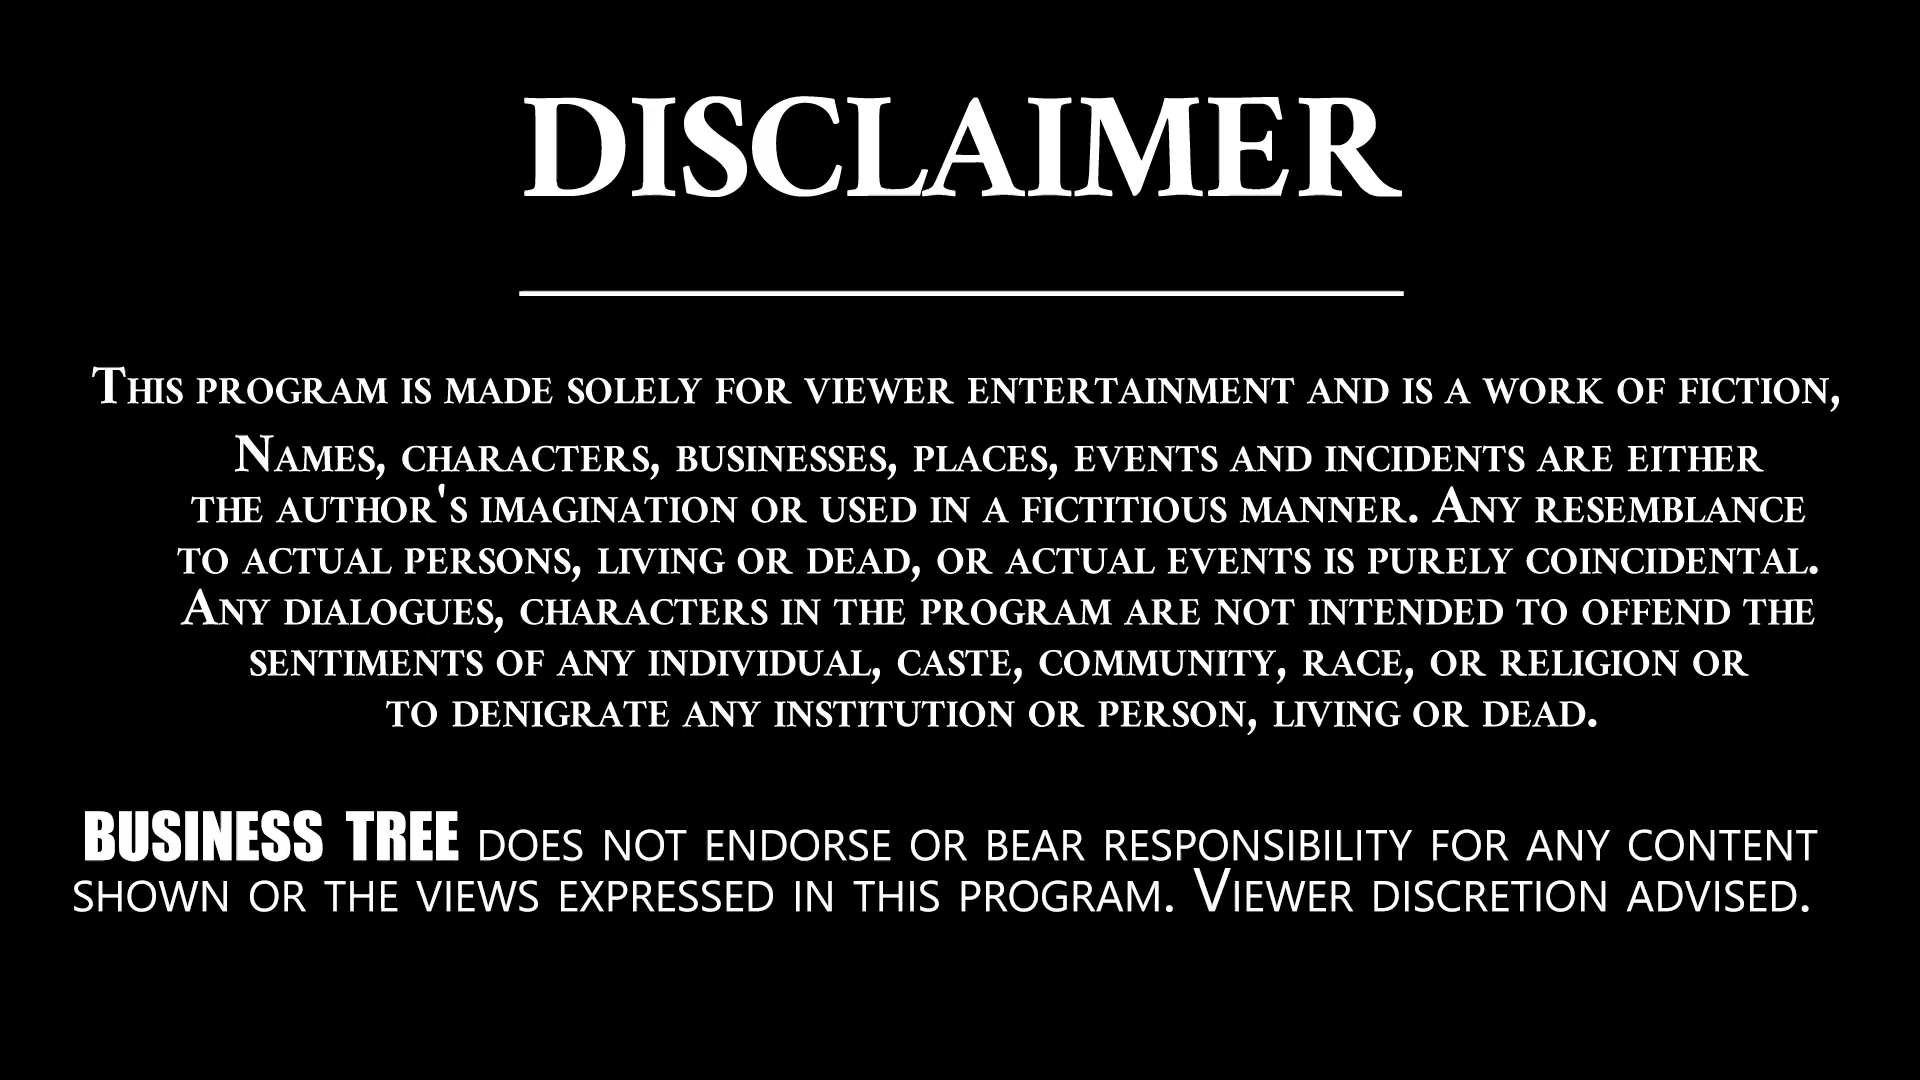 DISCLAIMER
This program is made solely for viewer entertainment and is a work of fiction,
Names, characters, businesses, places, events and incidents are either
the author's imagination or used in a fictitious manner. Any resemblance
to actual persons, living or dead, or actual events is purely coincidental.
Any dialogues, characters in the program are not intended to offend the
sentiments of any individual, caste, community, race, or religion or
to denigrate any institution or person, living or dead.
BUSINESS TREE does not endorse or bear responsibility for any content
shown or the views expressed in this program. Viewer discretion advised.